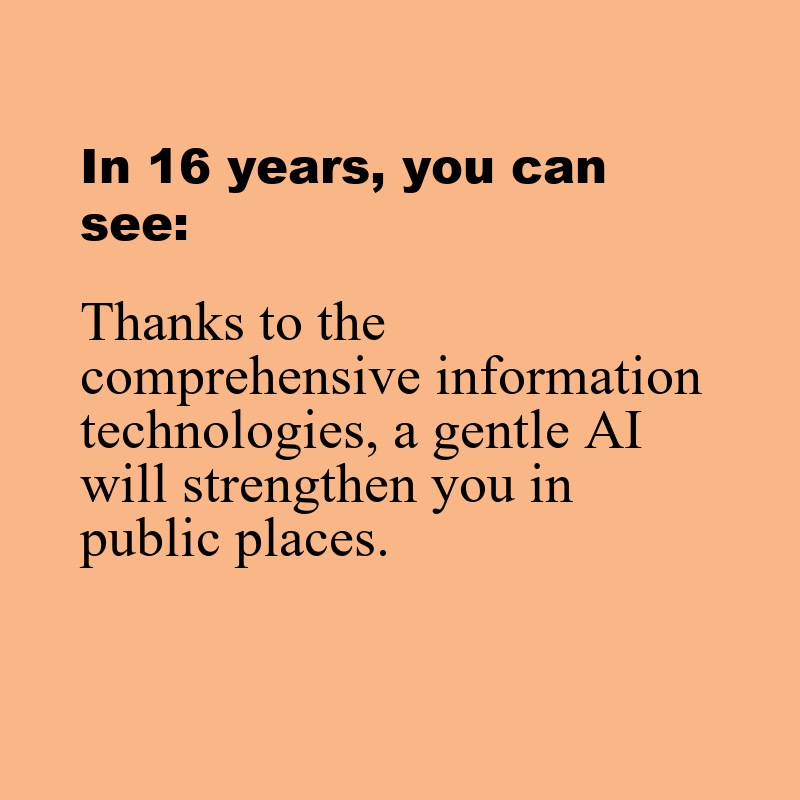 In 16 years, you can
see:
Thanks to the
comprehensive information
technologies, a gentle AI
will strengthen you in
public places.